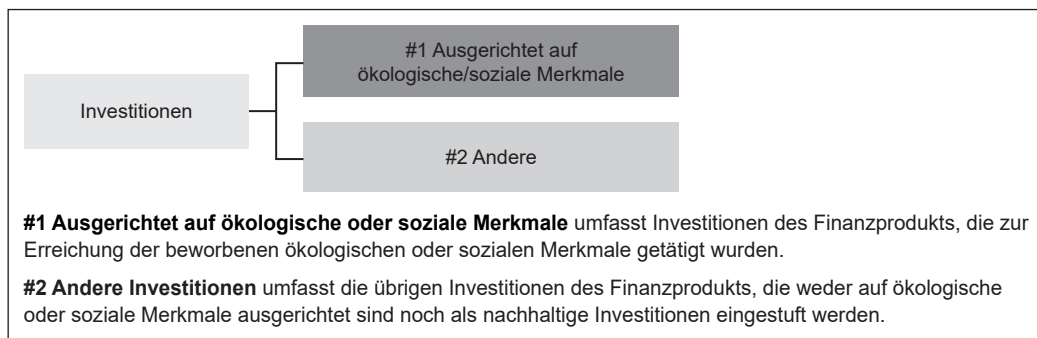 #1 Ausgerichtet auf
ökologische/soziale Merkmale
Investitionen
#2 Andere
#1 Ausgerichtet auf ökologische oder soziale Merkmale umfasst Investitionen des Finanzprodukts, die zur
Erreichung der beworbenen ökologischen oder sozialen Merkmale getätigt wurden.
#2 Andere Investitionen umfasst die übrigen Investitionen des Finanzprodukts, die weder auf ökologische
oder soziale Merkmale ausgerichtet sind noch als nachhaltige Investitionen eingestuft werden.